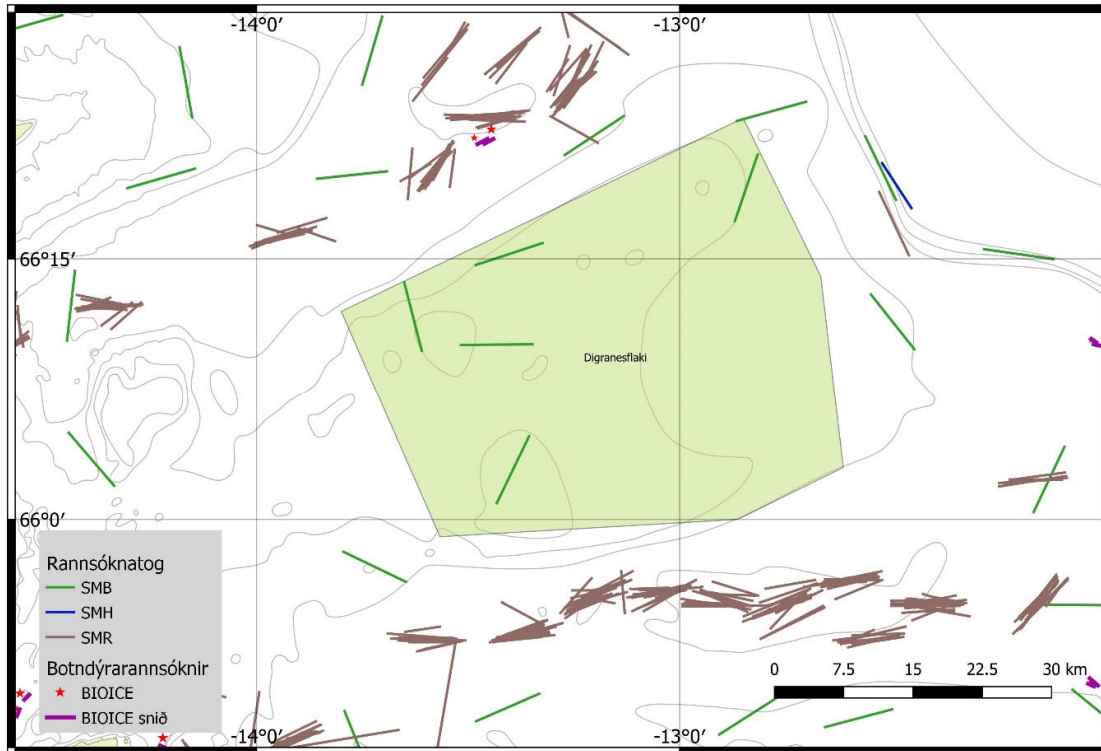 -14°0′
-13°0′
66°15′
Digranesflaki
66°0′
Rannsóknatog
SMB
SMH
SMR
Botndýrarannsóknir
BIOICE
BIOICE snið
0 7.5 15 22.5 30 km
-14°0′
-13°0′